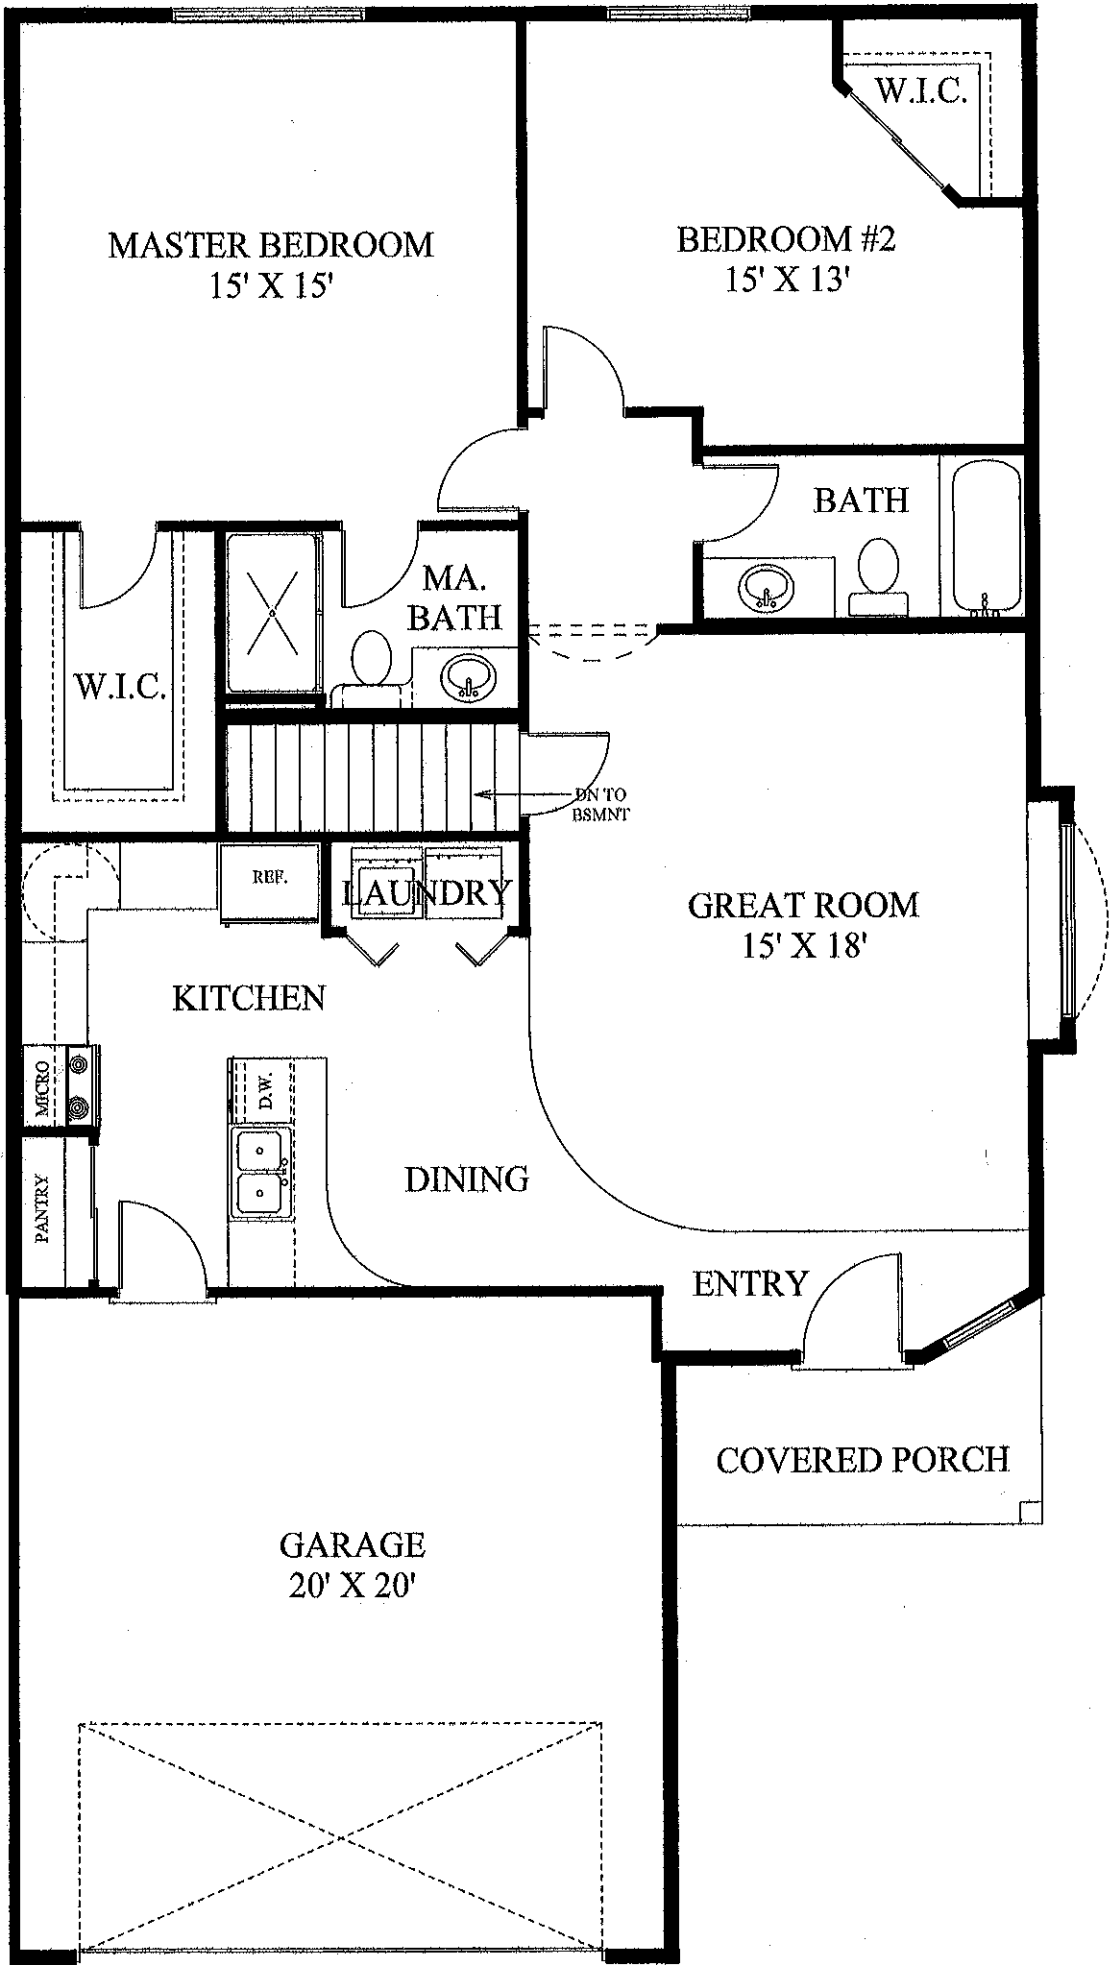 W.I.C.
MASTER BEDROOM
15' X 15'
BEDROOM #2
15' X 13'
BATH
MA.
BATH
W.I.C.
DN TO
BSMNT
REF.
LAUNDRY
GREAT ROOM
15' X 18'
KITCHEN
MICRO
D.W.
DINING
PANTRY
ENTRY
COVERED PORCH
GARAGE
20' X 20'